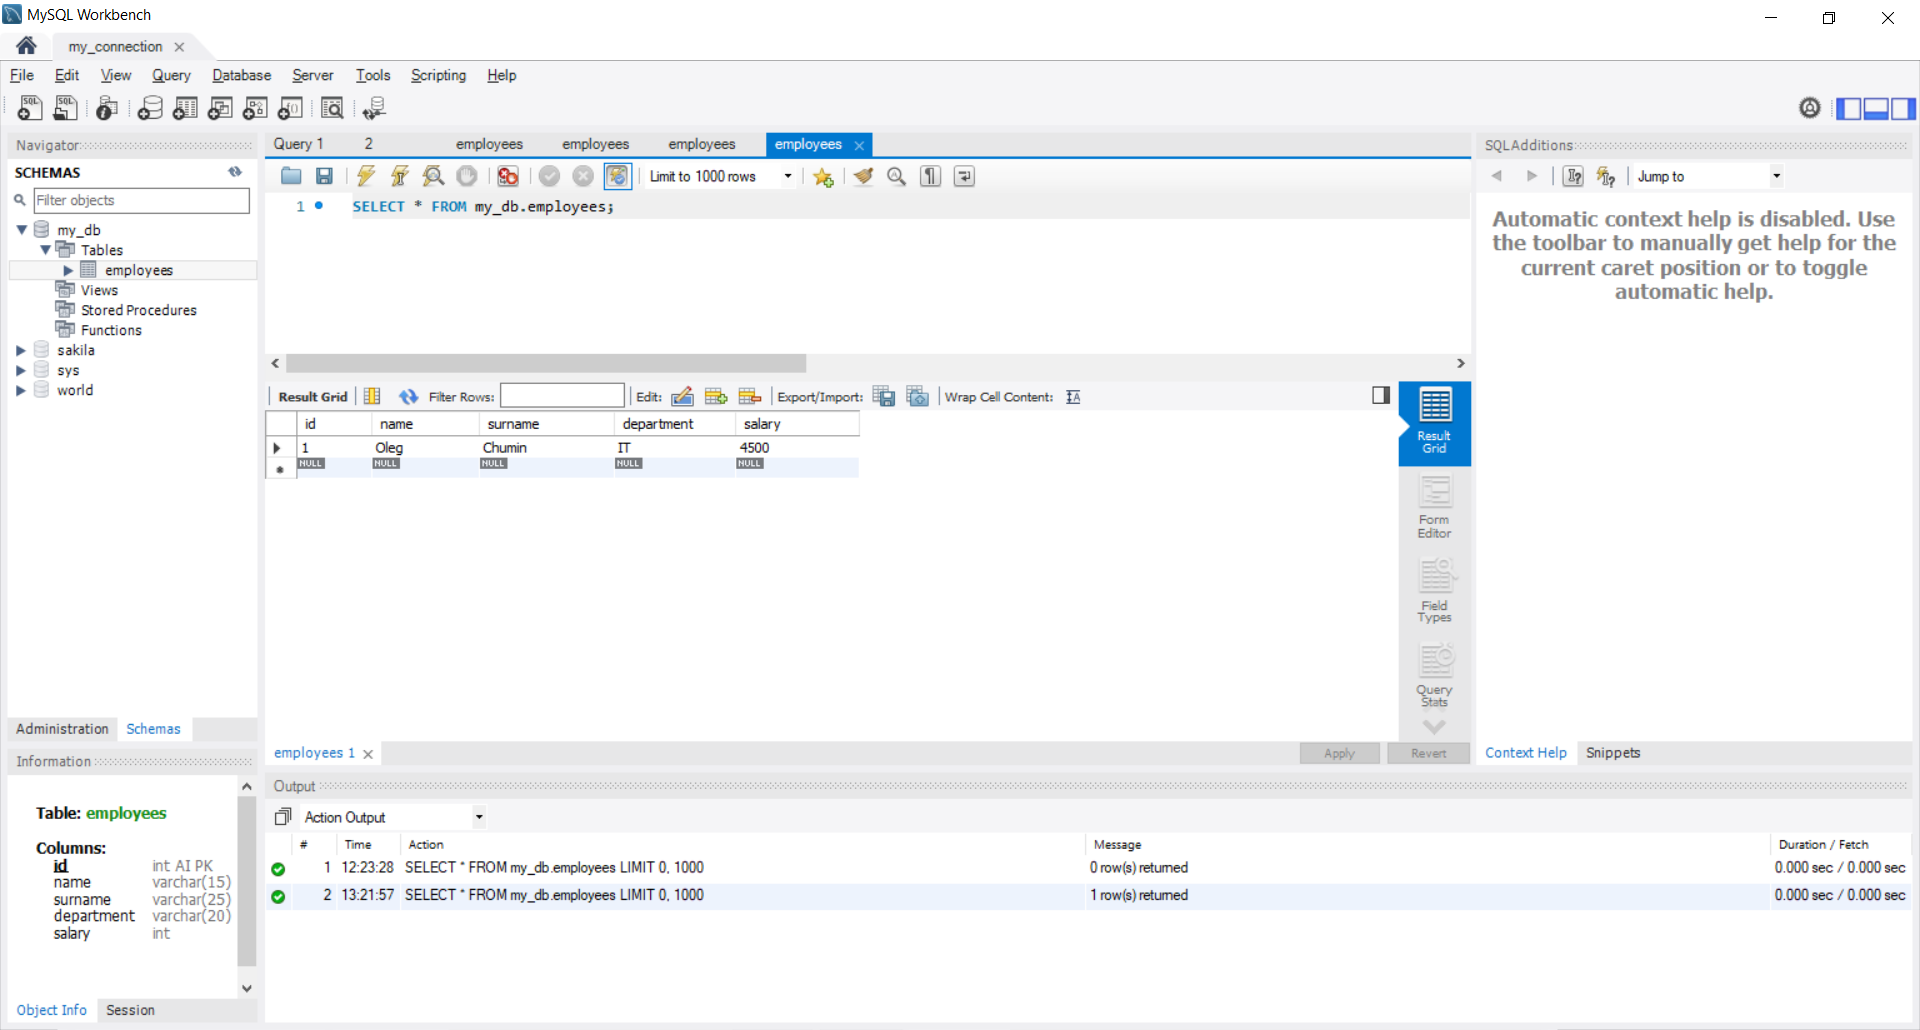 MySQL Workbench
my_connection
File Edit View Query Database Server Tools Scripting Help
Navigator
SCHEMAS
Filter objects
my_db
Tables
employees
Views
Stored Procedures
Functions
sakila
sys
world
Administration Schemas
Information
Table: employees
Columns:
id int AI PK
name varchar(15)
surname varchar(25)
department varchar(20)
salary int
Object Info Session
Query 1 2 employees employees employees employees
Limit to 1000 rows
1 SELECT * FROM my_db.employees;
Result Grid Filter Rows: Edit: Export/Import: Wrap Cell Content:
id name surname department salary
1 Oleg Chumin IT 4500
NULL NULL NULL NULL NULL
Result
Grid
Form
Editor
Field
Types
Query
Stats
employees 1 Apply Revert
Output
Action Output
# Time Action Message Duration / Fetch
1 12:23:28 SELECT * FROM my_db.employees LIMIT 0, 1000 0 row(s) returned 0.000 sec / 0.000 sec
2 13:21:57 SELECT * FROM my_db.employees LIMIT 0, 1000 1 row(s) returned 0.000 sec / 0.000 sec
SQLAdditions
Jump to
Automatic context help is disabled. Use
the toolbar to manually get help for the
current caret position or to toggle
automatic help.
Context Help Snippets